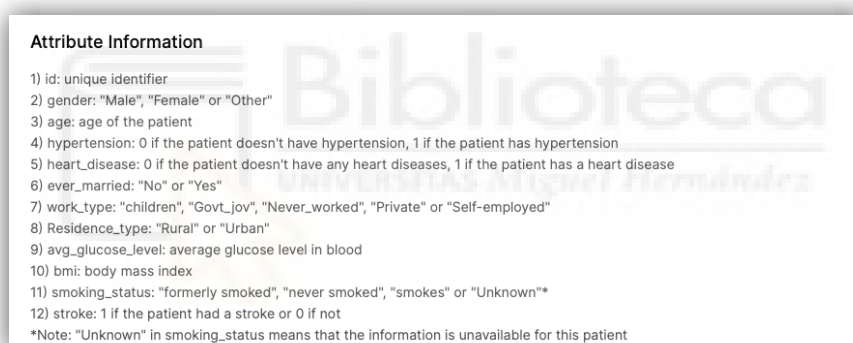 Biblioteca
UNIVERSITAS Miguel Hernández
Attribute Information
1) id: unique identifier
2) gender: "Male", "Female" or "Other"
3) age: age of the patient
4) hypertension: 0 if the patient doesn't have hypertension, 1 if the patient has hypertension
5) heart_disease: 0 if the patient doesn't have any heart diseases, 1 if the patient has a heart disease
6) ever_married: "No" or "Yes"
7) work_type: "children", "Govt_jov", "Never_worked", "Private" or "Self-employed"
8) Residence_type: "Rural" or "Urban"
9) avg_glucose_level: average glucose level in blood
10) bmi: body mass index
11) smoking_status: "formerly smoked", "never smoked", "smokes" or "Unknown"*
12) stroke: 1 if the patient had a stroke or 0 if not
*Note: "Unknown" in smoking_status means that the information is unavailable for this patient